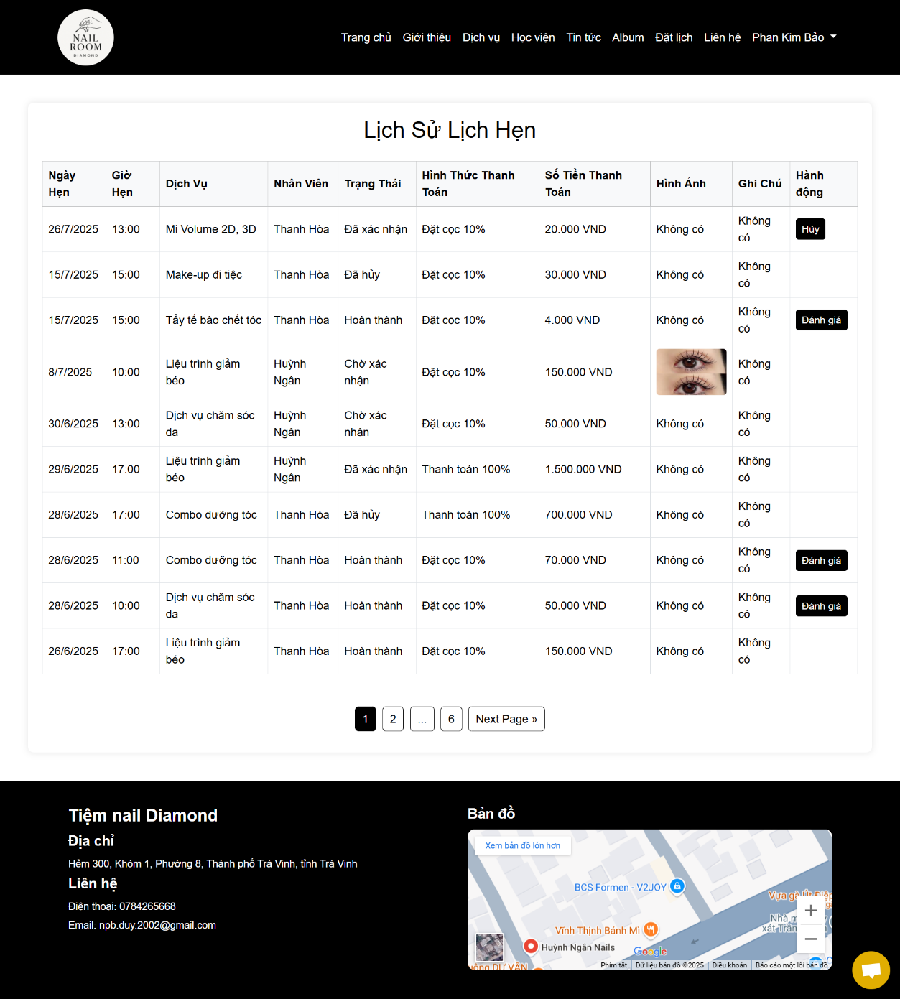 NAIL
ROOM
DIAMOND
Trang chủ Giới thiệu Dịch vụ Học viện Tin tức Album Đặt lịch Liên hệ Phan Kim Bảo
Lịch Sử Lịch Hẹn
Ngày Hẹn Giờ Hẹn Dịch Vụ Nhân Viên Trạng Thái Hình Thức Thanh Toán Số Tiền Thanh Toán Hình Ảnh Ghi Chú Hành động
26/7/2025 13:00 Mi Volume 2D, 3D Thanh Hòa Đã xác nhận Đặt cọc 10% 20.000 VND Không có Không có Hủy
15/7/2025 15:00 Make-up đi tiệc Thanh Hòa Đã hủy Đặt cọc 10% 30.000 VND Không có Không có
15/7/2025 15:00 Tẩy tế bào chết tóc Thanh Hòa Hoàn thành Đặt cọc 10% 4.000 VND Không có Không có Đánh giá
8/7/2025 10:00 Liệu trình giảm béo Huỳnh Ngân Chờ xác nhận Đặt cọc 10% 150.000 VND Không có
30/6/2025 13:00 Dịch vụ chăm sóc da Huỳnh Ngân Chờ xác nhận Đặt cọc 10% 50.000 VND Không có Không có
29/6/2025 17:00 Liệu trình giảm béo Huỳnh Ngân Đã xác nhận Thanh toán 100% 1.500.000 VND Không có Không có
28/6/2025 17:00 Combo dưỡng tóc Thanh Hòa Đã hủy Thanh toán 100% 700.000 VND Không có Không có
28/6/2025 11:00 Combo dưỡng tóc Thanh Hòa Hoàn thành Đặt cọc 10% 70.000 VND Không có Không có Đánh giá
28/6/2025 10:00 Dịch vụ chăm sóc da Thanh Hòa Hoàn thành Đặt cọc 10% 50.000 VND Không có Không có Đánh giá
26/6/2025 17:00 Liệu trình giảm béo Thanh Hòa Hoàn thành Đặt cọc 10% 150.000 VND Không có Không có
1 2 ... 6 Next Page »
Tiệm nail Diamond
Địa chỉ
Hẻm 300, Khóm 1, Phường 8, Thành phố Trà Vinh, tỉnh Trà Vinh
Liên hệ
Điện thoại: 0784265668
Email: npb.duy.2002@gmail.com
Bản đồ
Xem bản đồ lớn hơn
BCS Formen - V2JOY
Vựa gà Út Điệp
Nhà m
xát Trân
Vĩnh Thịnh Bánh Mì
Huỳnh Ngân Nails
Google
DƯ VÂN
Phím tắt Dữ liệu bản đồ ©2025 Điều khoản Báo cáo một lỗi bản đồ